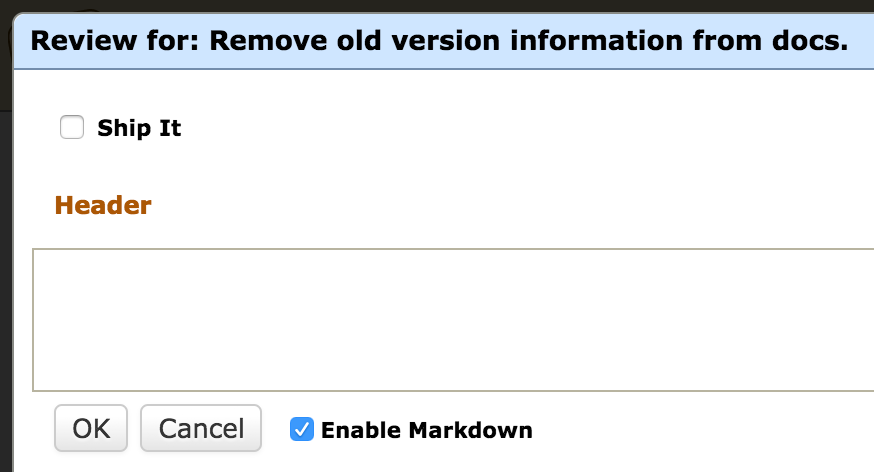 Review for: Remove old version information from docs.
Ship It
Header
OK Cancel Enable Markdown